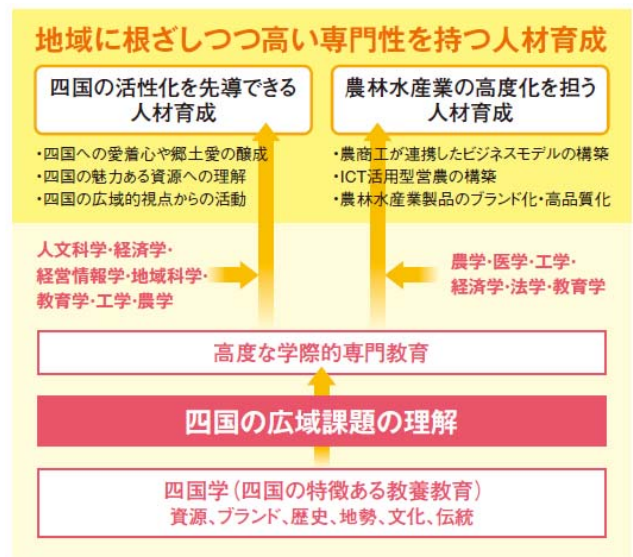 地域に根ざしつつ高い専門性を持つ人材育成
四国の活性化を先導できる
人材育成
農林水産業の高度化を担う
人材育成
・四国への愛着心や郷土愛の醸成
・四国の魅力ある資源への理解
・四国の広域的視点からの活動
・農商工が連携したビジネスモデルの構築
・ICT活用型営農の構築
・農林水産業製品のブランド化・高品質化
人文科学・経済学・
経営情報学・地域科学・
教育学・工学・農学
農学・医学・工学・
経済学・法学・教育学
高度な学際的専門教育
四国の広域課題の理解
四国学(四国の特徴ある教養教育)
資源、ブランド、歴史、地勢、文化、伝統